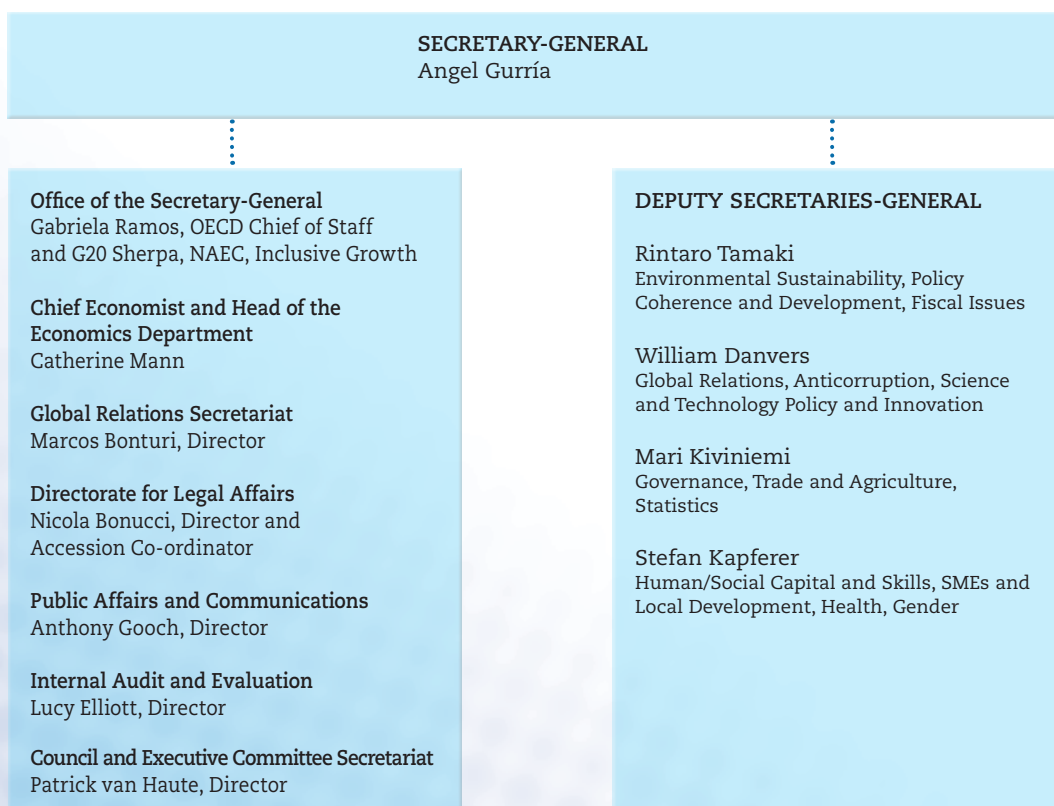 SECRETARY-GENERAL
Angel Gurría
Office of the Secretary-General
Gabriela Ramos, OECD Chief of Staff
and G20 Sherpa, NAEC, Inclusive Growth
Chief Economist and Head of the
Economics Department
Catherine Mann
Global Relations Secretariat
Marcos Bonturi, Director
Directorate for Legal Affairs
Nicola Bonucci, Director and
Accession Co-ordinator
Public Affairs and Communications
Anthony Gooch, Director
Internal Audit and Evaluation
Lucy Elliott, Director
Council and Executive Committee Secretariat
Patrick van Haute, Director
DEPUTY SECRETARIES-GENERAL
Rintaro Tamaki
Environmental Sustainability, Policy
Coherence and Development, Fiscal Issues
William Danvers
Global Relations, Anticorruption, Science
and Technology Policy and Innovation
Mari Kiviniemi
Governance, Trade and Agriculture,
Statistics
Stefan Kapferer
Human/Social Capital and Skills, SMEs and
Local Development, Health, Gender